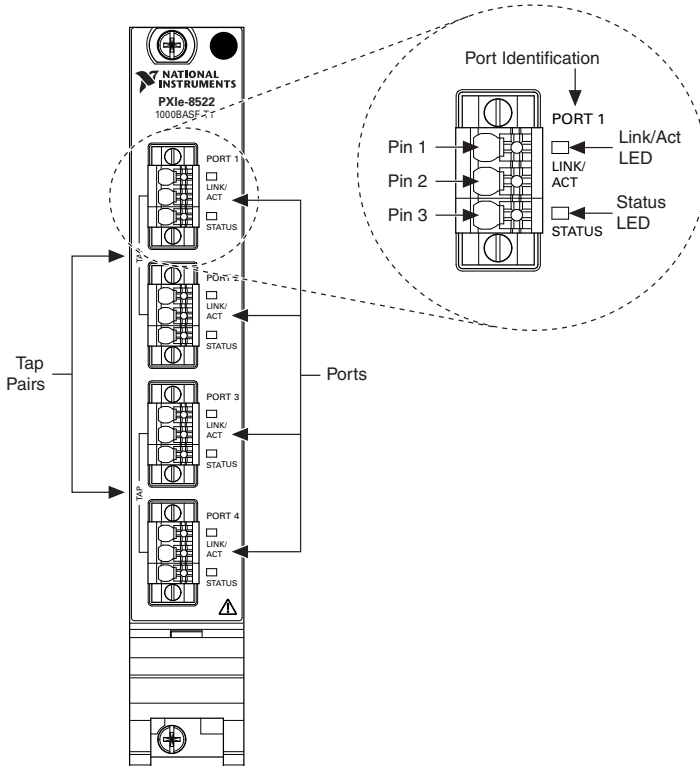 NATIONAL
INSTRUMENTS
PXIe-8522
1000BASE-T1
PORT 1
LINK/
ACT
STATUS
TAP
PORT 2
LINK/
ACT
STATUS
PORT 3
LINK/
ACT
STATUS
TAP
PORT 4
LINK/
ACT
STATUS
Tap
Pairs
Ports
Port Identification
PORT 1
Pin 1
Pin 2
Pin 3
LINK/
ACT
STATUS
Link/Act
LED
Status
LED